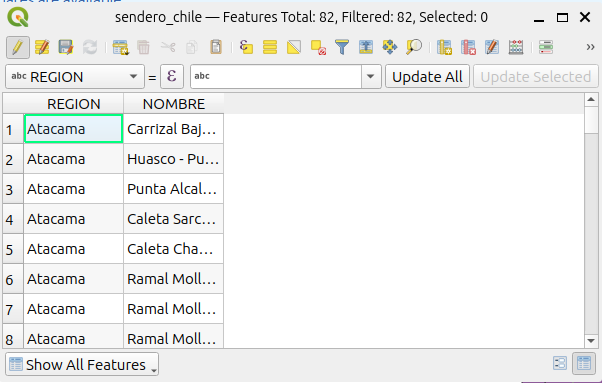 sendero_chile — Features Total: 82, Filtered: 82, Selected: 0
abc REGION = ε abc Update All Update Selected
REGION NOMBRE
1 Atacama Carrizal Baj...
2 Atacama Huasco - Pu...
3 Atacama Punta Alcal...
4 Atacama Caleta Sarc...
5 Atacama Caleta Cha...
6 Atacama Ramal Moll...
7 Atacama Ramal Moll...
8 Atacama Ramal Moll...
Show All Features